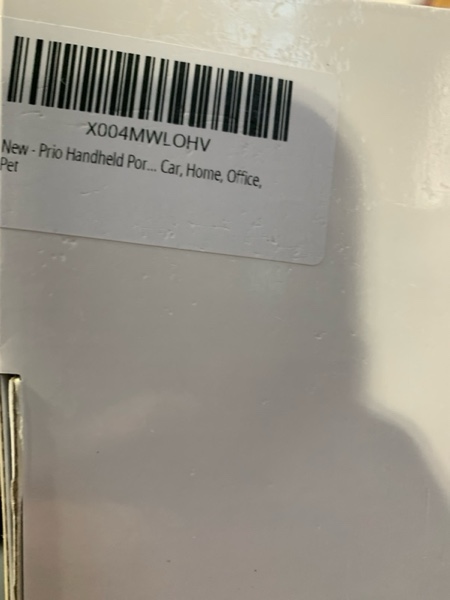 X004MWLOHV
New - Prio Handheld Por... Car, Home, Office,
Pet